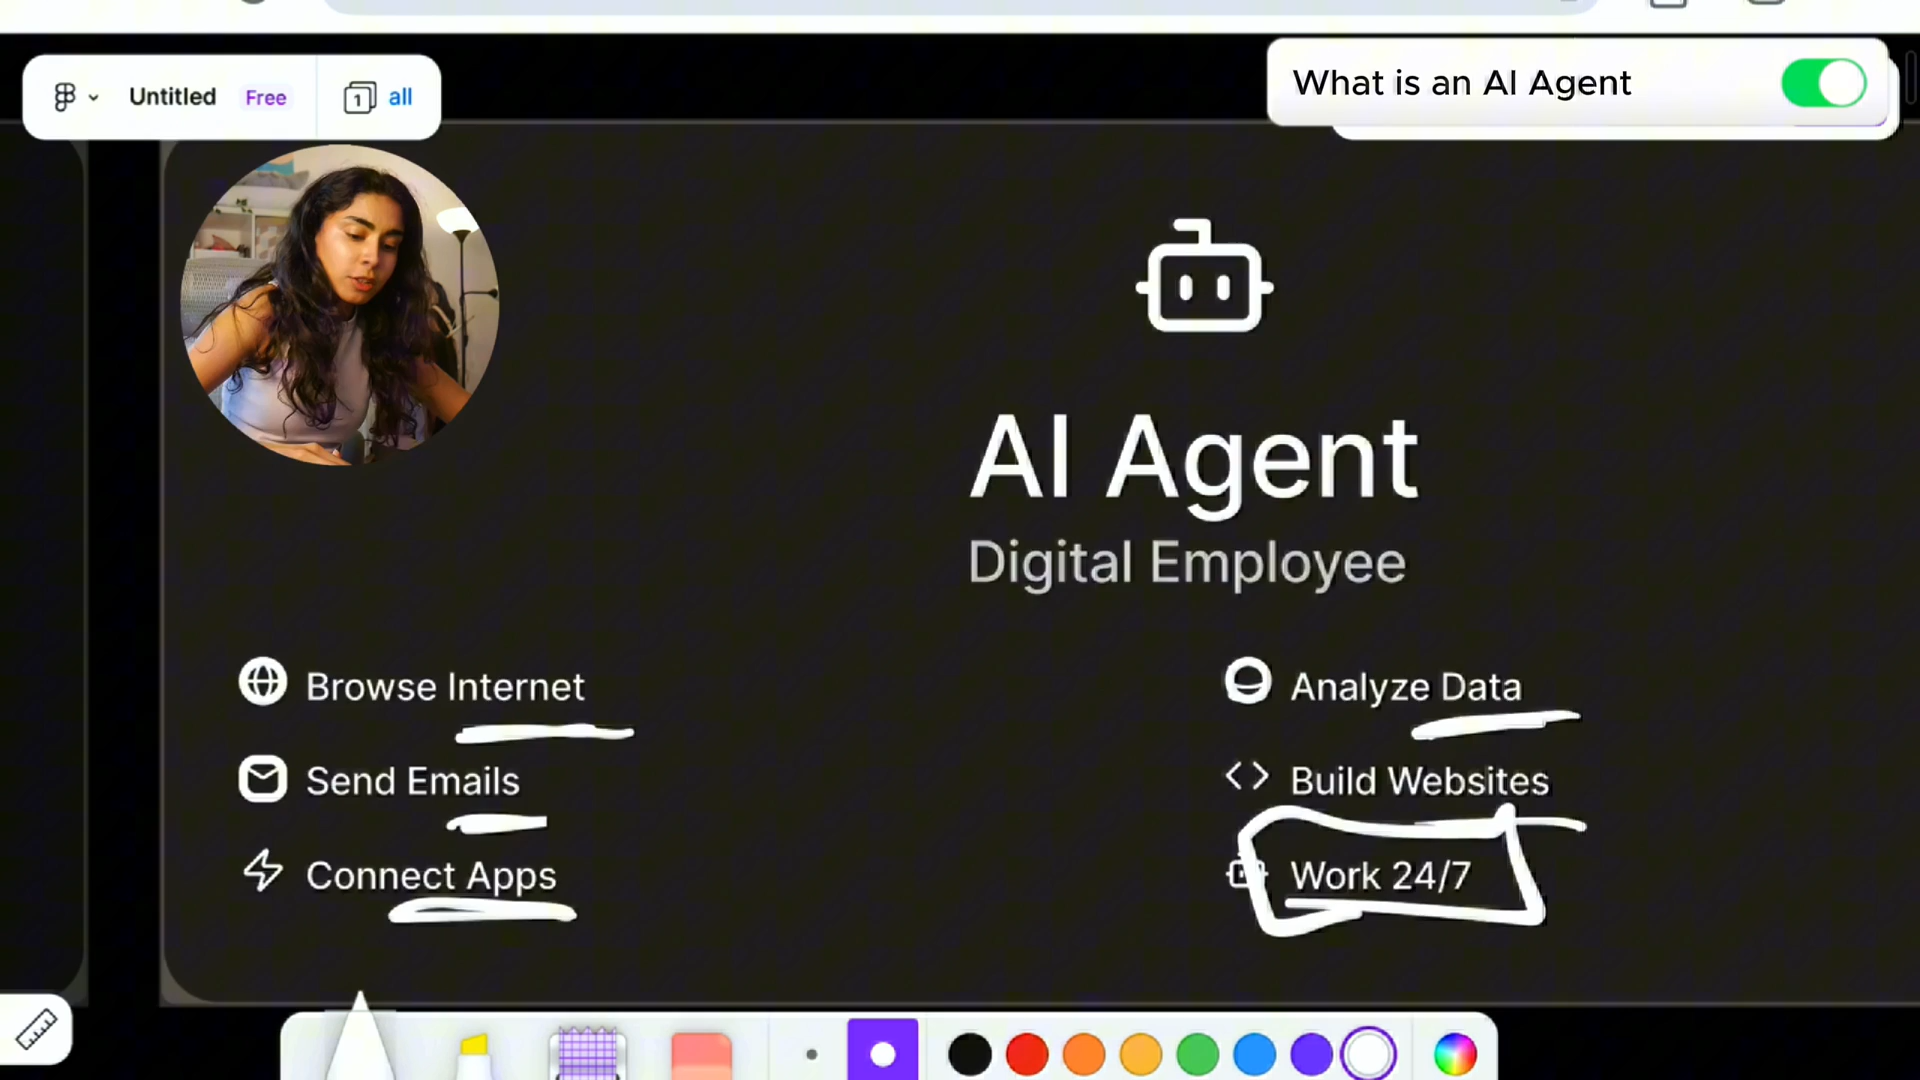 Untitled Free 1 all
What is an AI Agent
AI Agent
Digital Employee
Browse Internet
Analyze Data
Send Emails
Build Websites
Connect Apps
Work 24/7